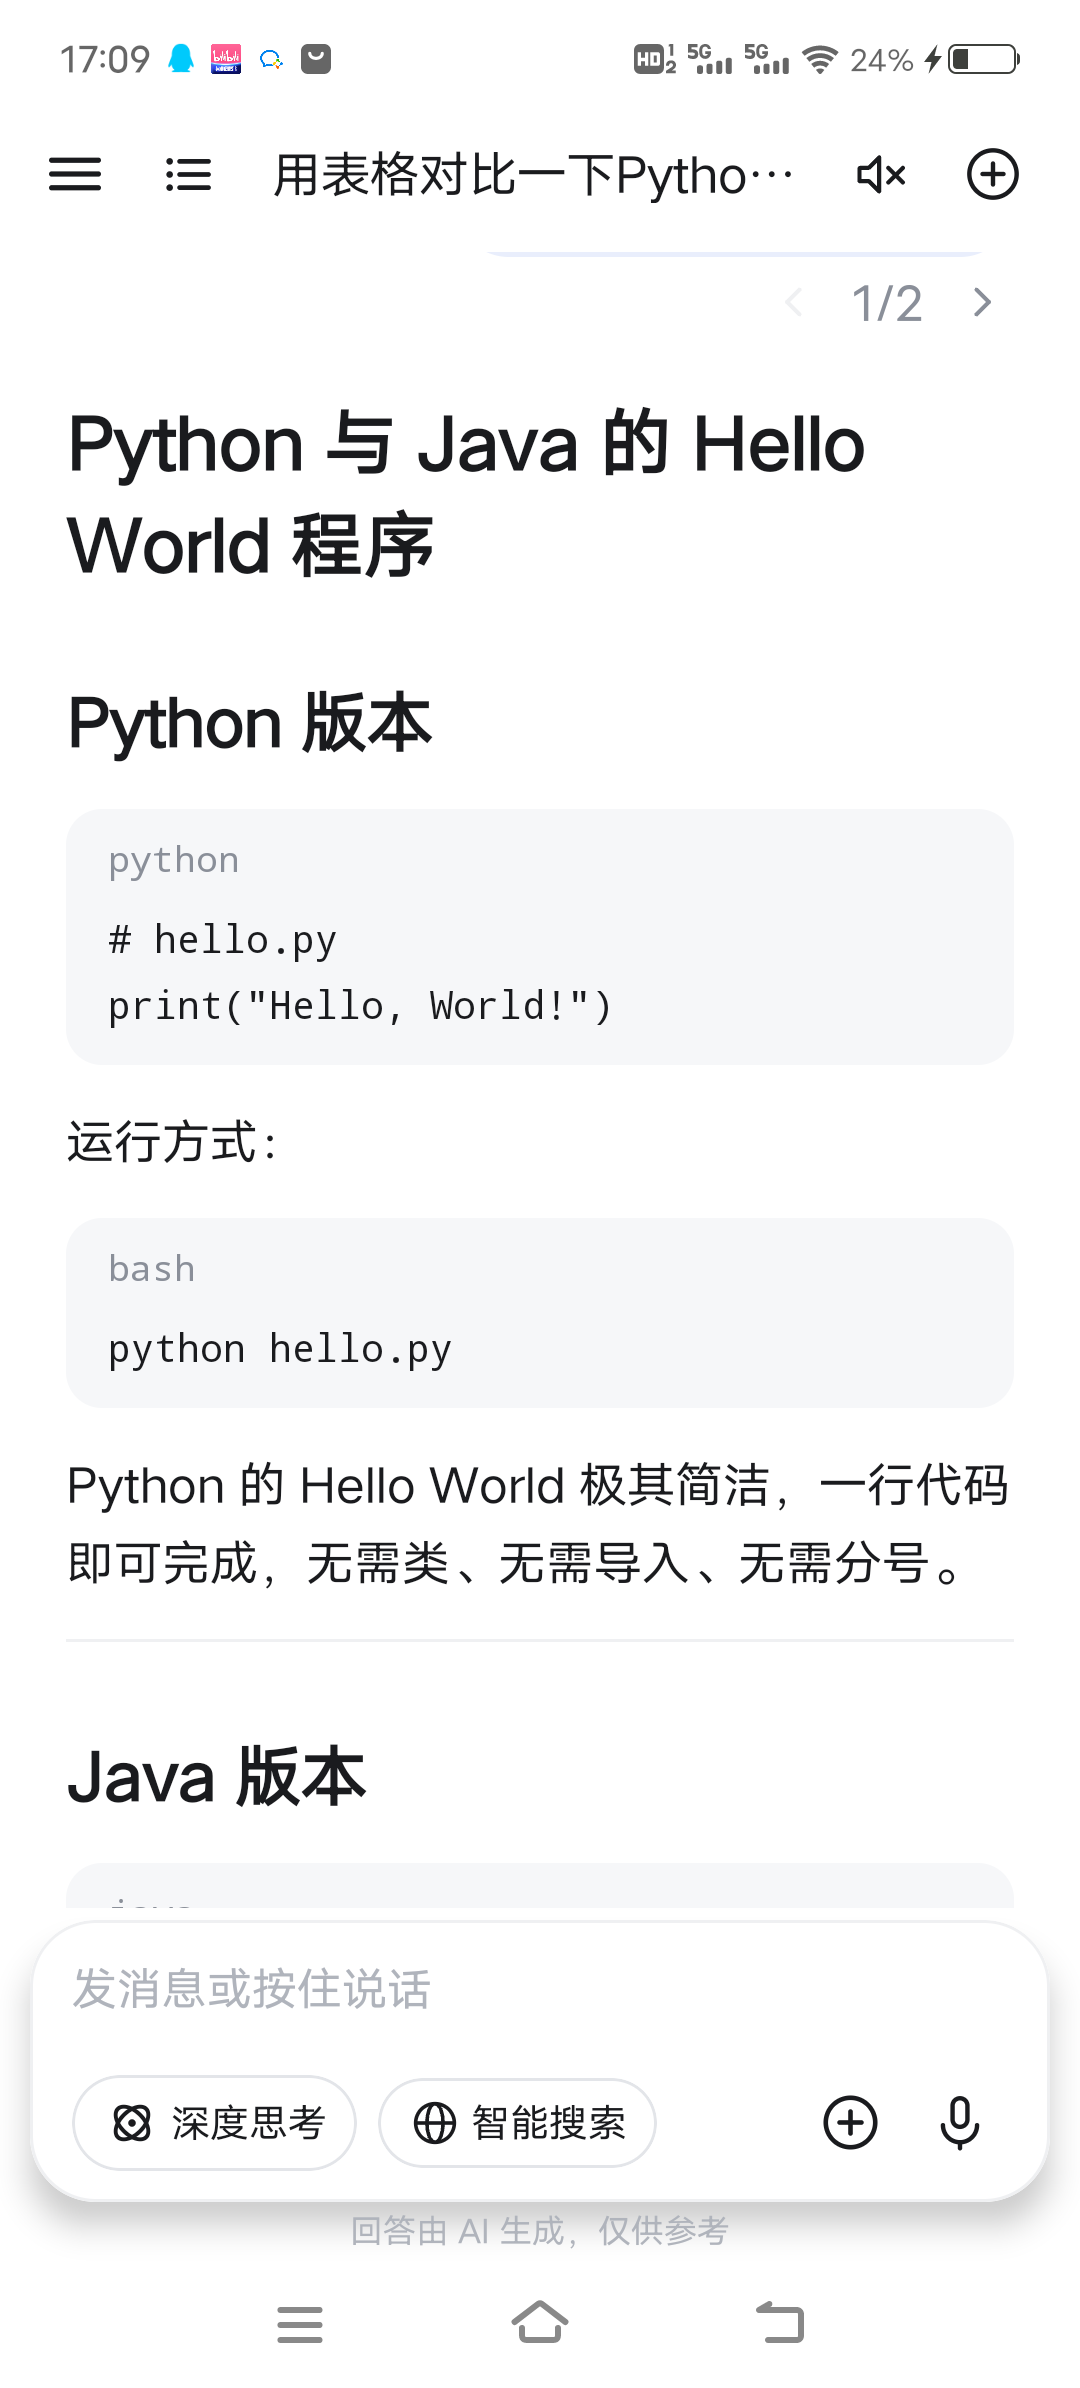 17:09
HD 1 2 5G 5G 24%
用表格对比一下Pytho···
1/2
Python 与 Java 的 Hello
World 程序
Python 版本
python
# hello.py
print("Hello, World!")
运行方式：
bash
python hello.py
Python 的 Hello World 极其简洁，一行代码
即可完成，无需类、无需导入、无需分号。
Java 版本
发消息或按住说话
深度思考
智能搜索
回答由 AI 生成，仅供参考